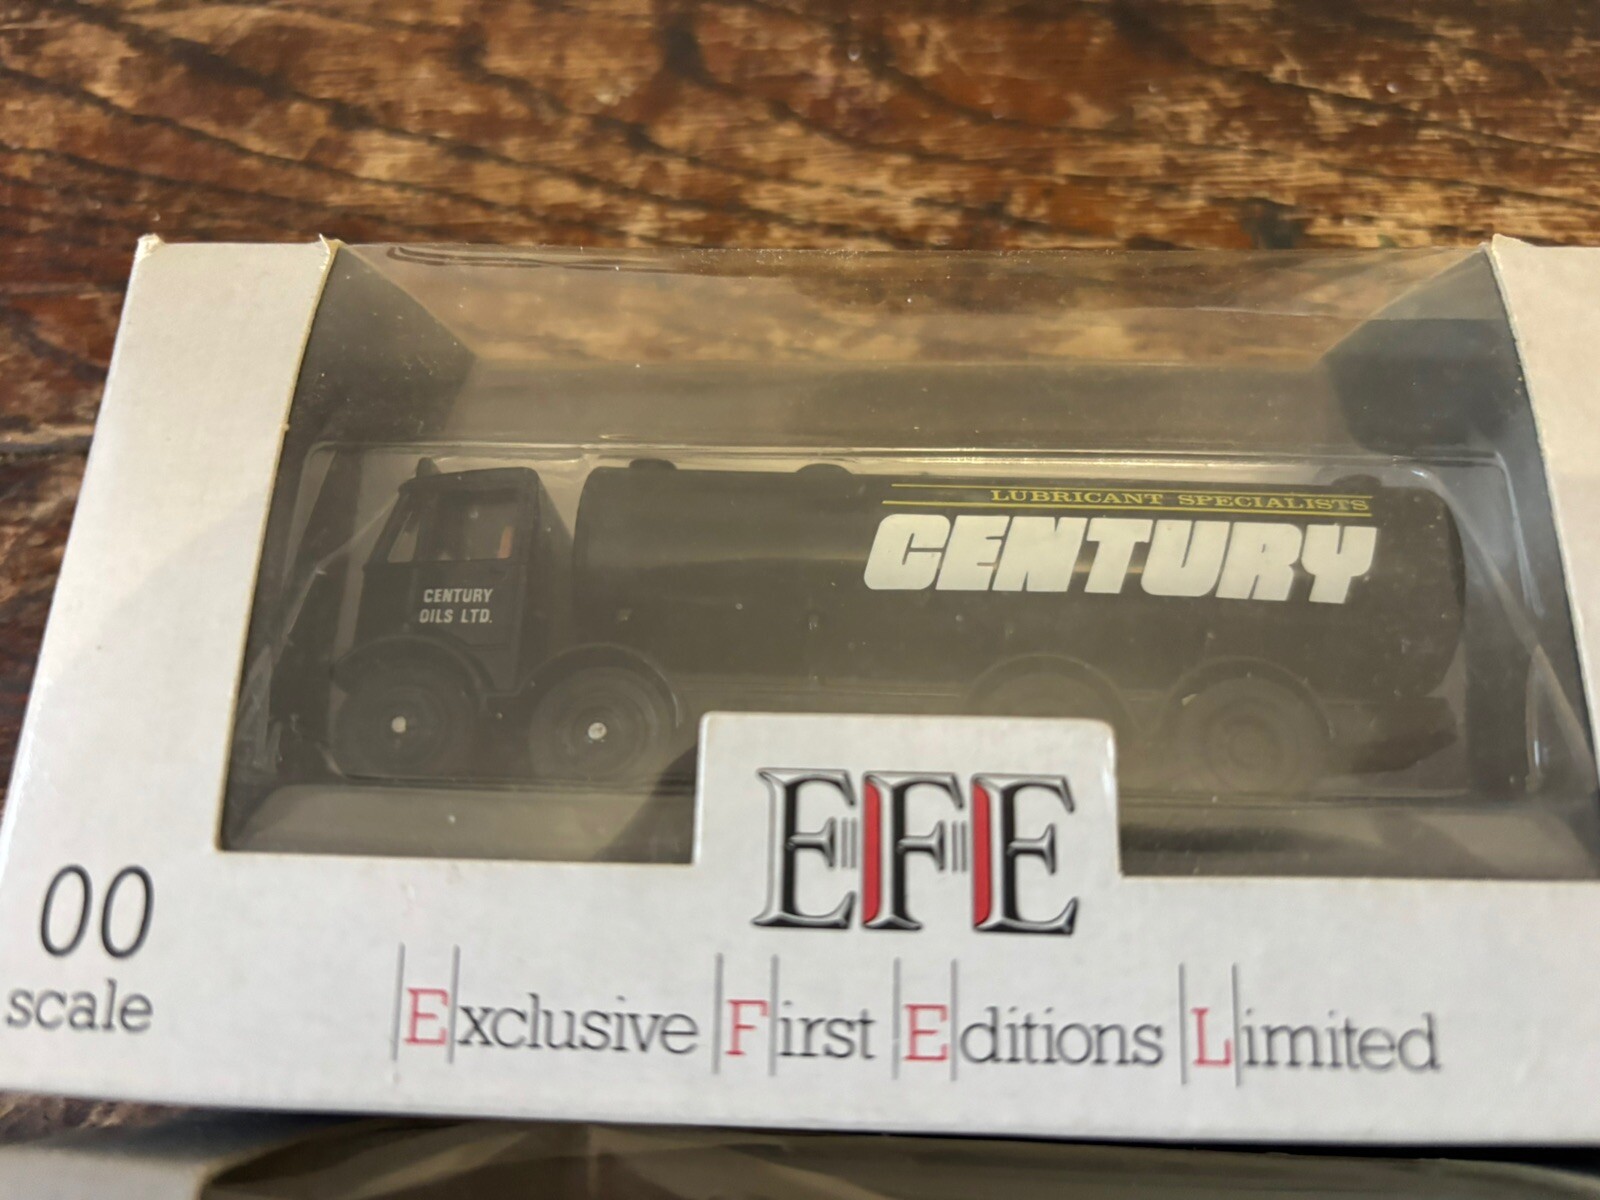 LUBRICANT SPECIALISTS
CENTURY
CENTURY
OILS LTD.
EFE
00
scale
Exclusive First Editions Limited